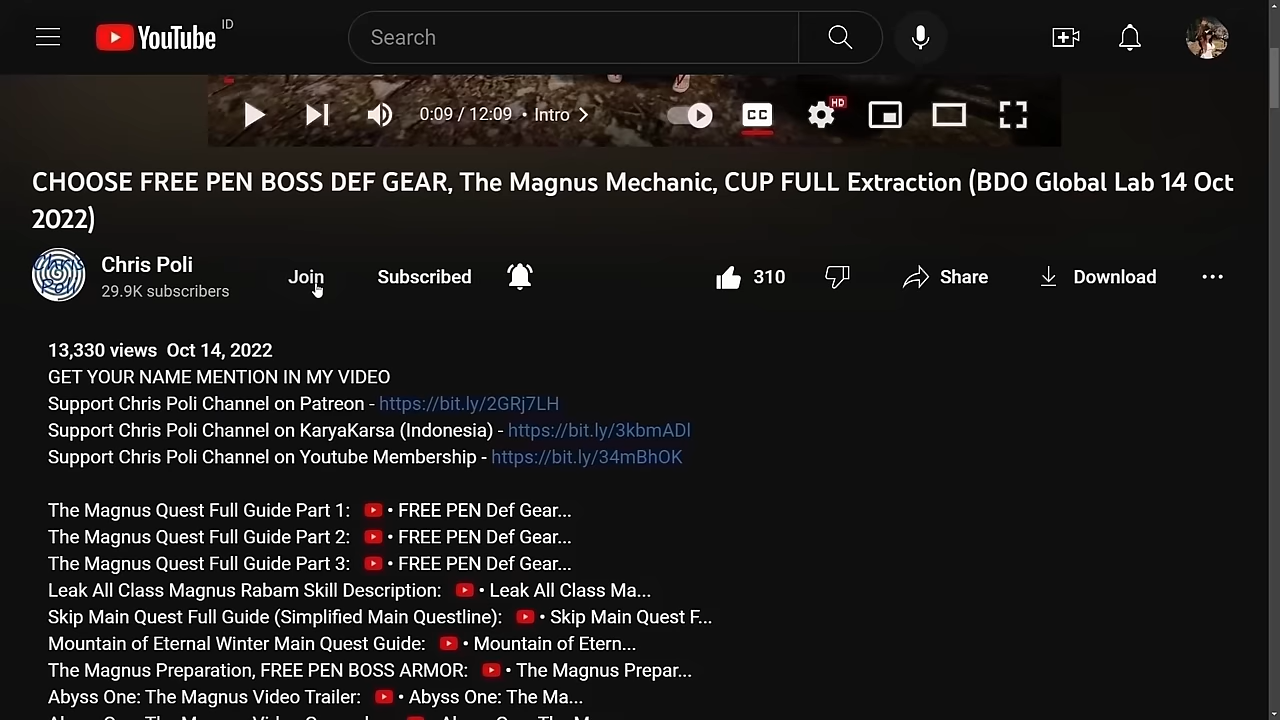 YouTube ID
Search
0:09 / 12:09 • Intro
CC
HD
CHOOSE FREE PEN BOSS DEF GEAR, The Magnus Mechanic, CUP FULL Extraction (BDO Global Lab 14 Oct
2022)
Chris Poli
29.9K subscribers
Join
Subscribed
310
Share
Download
13,330 views Oct 14, 2022
GET YOUR NAME MENTION IN MY VIDEO
Support Chris Poli Channel on Patreon - https://bit.ly/2GRj7LH
Support Chris Poli Channel on KaryaKarsa (Indonesia) - https://bit.ly/3kbmADl
Support Chris Poli Channel on Youtube Membership - https://bit.ly/34mBhOK
The Magnus Quest Full Guide Part 1: • FREE PEN Def Gear...
The Magnus Quest Full Guide Part 2: • FREE PEN Def Gear...
The Magnus Quest Full Guide Part 3: • FREE PEN Def Gear...
Leak All Class Magnus Rabam Skill Description: • Leak All Class Ma...
Skip Main Quest Full Guide (Simplified Main Questline): • Skip Main Quest F...
Mountain of Eternal Winter Main Quest Guide: • Mountain of Etern...
The Magnus Preparation, FREE PEN BOSS ARMOR: • The Magnus Prepar...
Abyss One: The Magnus Video Trailer: • Abyss One: The Ma...